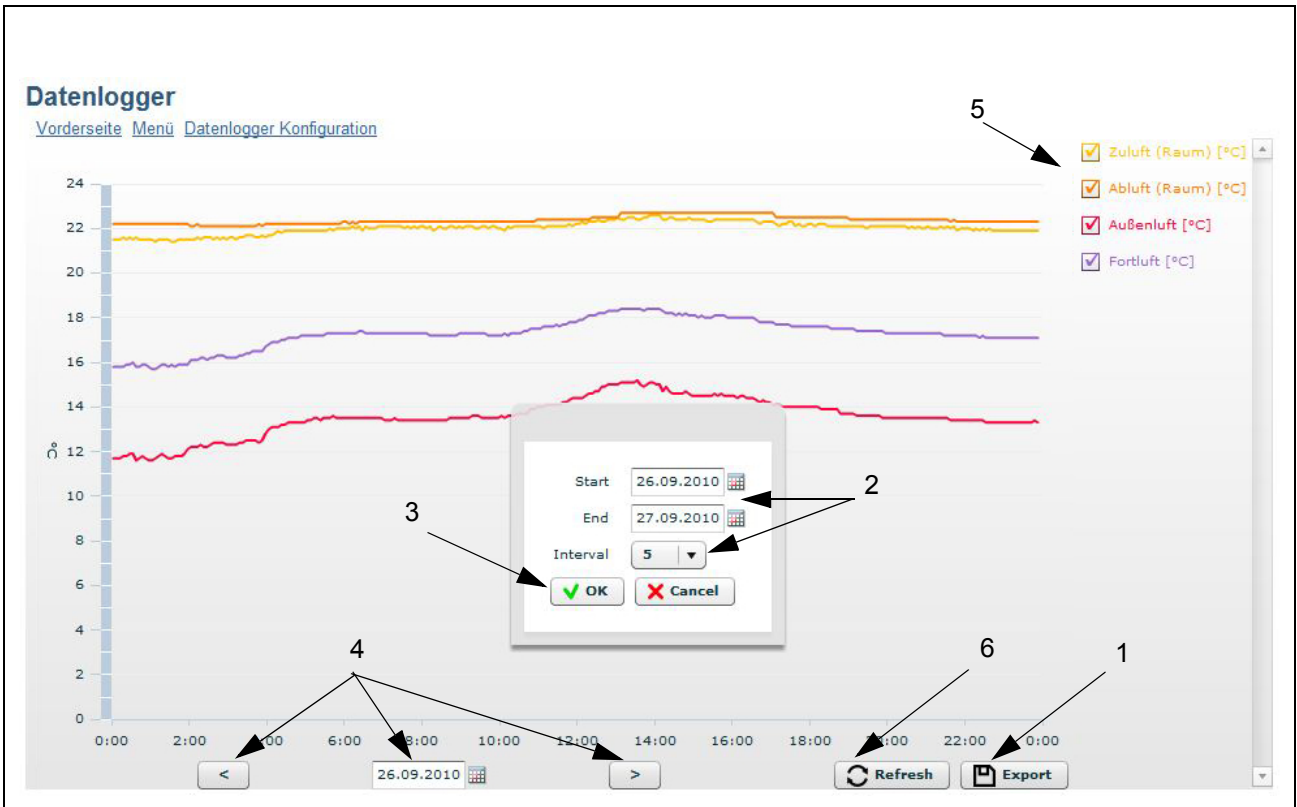 Datenlogger
Vorderseite Menü Datenlogger Konfiguration
5
Zuluft (Raum) [°C]
Abluft (Raum) [°C]
Außenluft [°C]
Fortluft [°C]
24
22
20
18
16
14
12
10
8
6
4
2
0
°C
Start 26.09.2010
End 27.09.2010
2
3
Interval 5
OK Cancel
4
6
1
0:00 2:00 6:00 8:00 10:00 12:00 14:00 16:00 18:00 22:00 0:00
< 26.09.2010 > Refresh Export